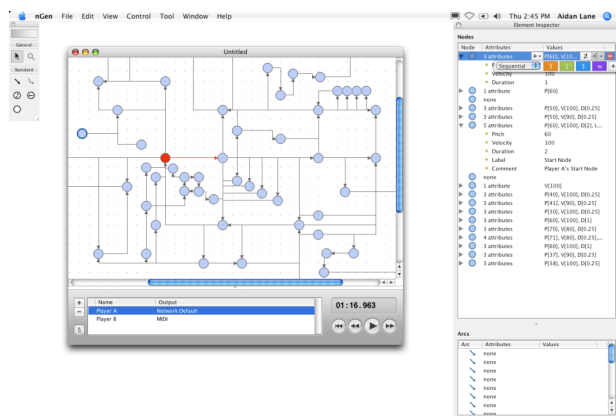 nGen File Edit View Control Tool Window Help
Thu 2:45 PM Aidan Lane
General
Standard
Untitled
Name Output
Player A Network Default
Player B MIDI
01:16.963
Element Inspector
Nodes
Node Attributes Values
3 attributes P[60], V[10...
Sequential 3 1 3 ∞ +
Velocity 100
Duration 1
1 attribute P[60]
none
3 attributes P[50], V[100], D[0.25]
3 attributes P[50], V[90], D[0.25]
5 attributes P[60], V[100], D[2], L...
Pitch 60
Velocity 100
Duration 2
Label Start Node
Comment Player A's Start Node
none
1 attribute V[100]
3 attributes P[40], V[100], D[0.25]
3 attributes P[41], V[90], D[0.25]
3 attributes P[30], V[100], D[0.25]
3 attributes P[60], V[100], D[1]
3 attributes P[70], V[80], D[0.25]
4 attributes P[71], V[80], D[0.25],...
3 attributes P[60], V[100], D[1]
3 attributes P[37], V[90], D[0.25]
3 attributes P[38], V[100], D[0.25]
Arcs
Arc Attributes Values
none
none
none
none
none
none
none